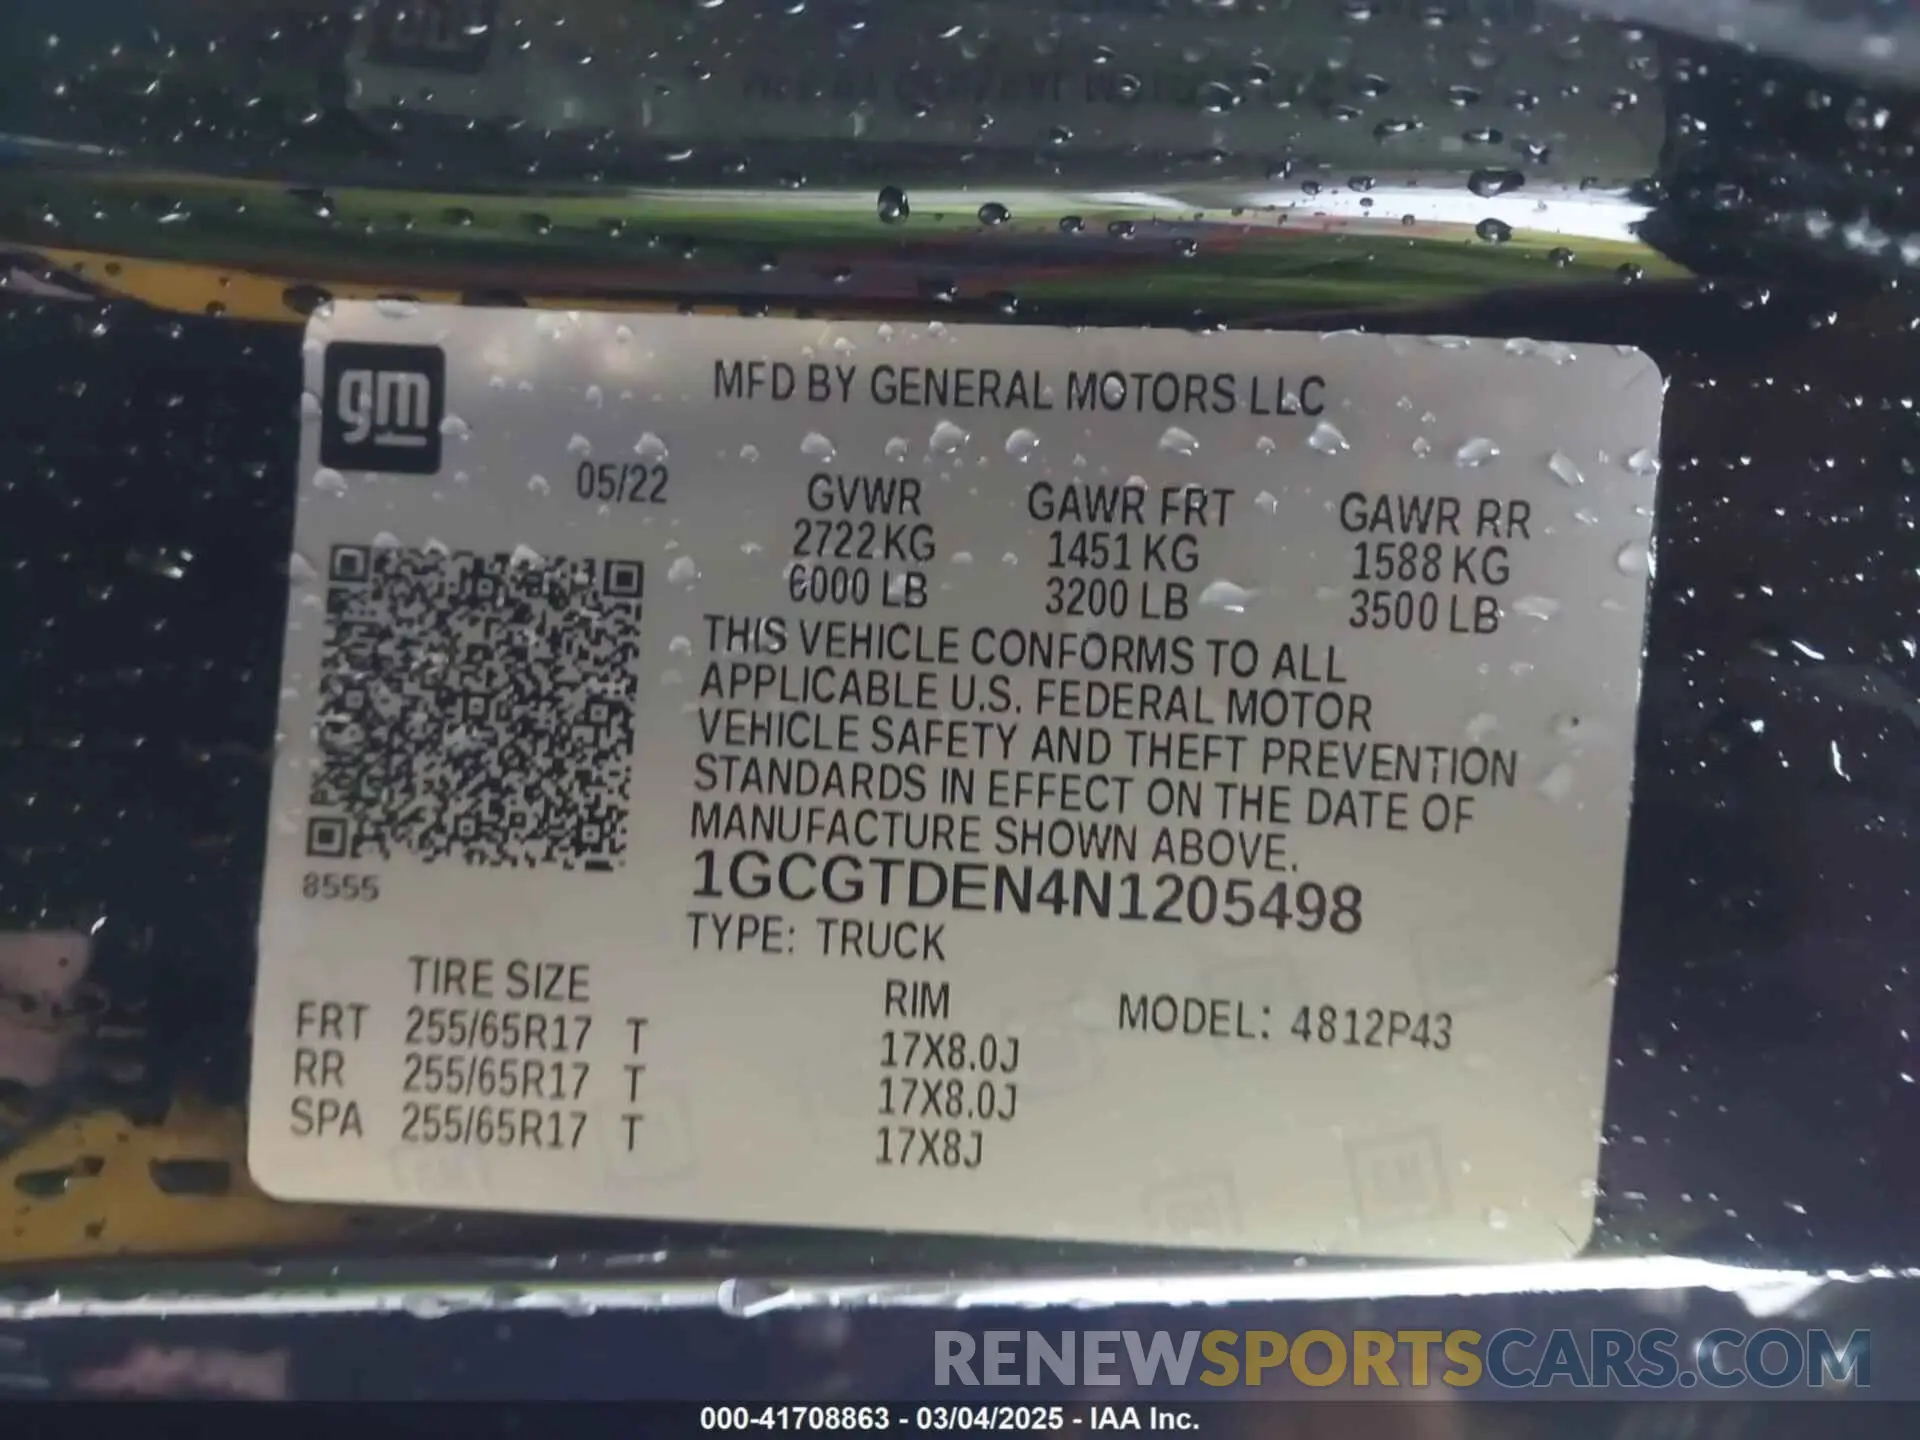 gm
MFD BY GENERAL MOTORS LLC
05/22
GVWR GAWR FRT GAWR RR
2722 KG 1451 KG 1588 KG
6000 LB 3200 LB 3500 LB
THIS VEHICLE CONFORMS TO ALL
APPLICABLE U.S. FEDERAL MOTOR
VEHICLE SAFETY AND THEFT PREVENTION
STANDARDS IN EFFECT ON THE DATE OF
MANUFACTURE SHOWN ABOVE.
8555
1GCGTDEN4N1205498
TYPE: TRUCK
TIRE SIZE RIM MODEL: 4812P43
FRT 255/65R17 T 17X8.0J
RR 255/65R17 T 17X8.0J
SPA 255/65R17 T 17X8J
RENEWSPORTSCARS.COM
000-41708863 - 03/04/2025 - IAA Inc.